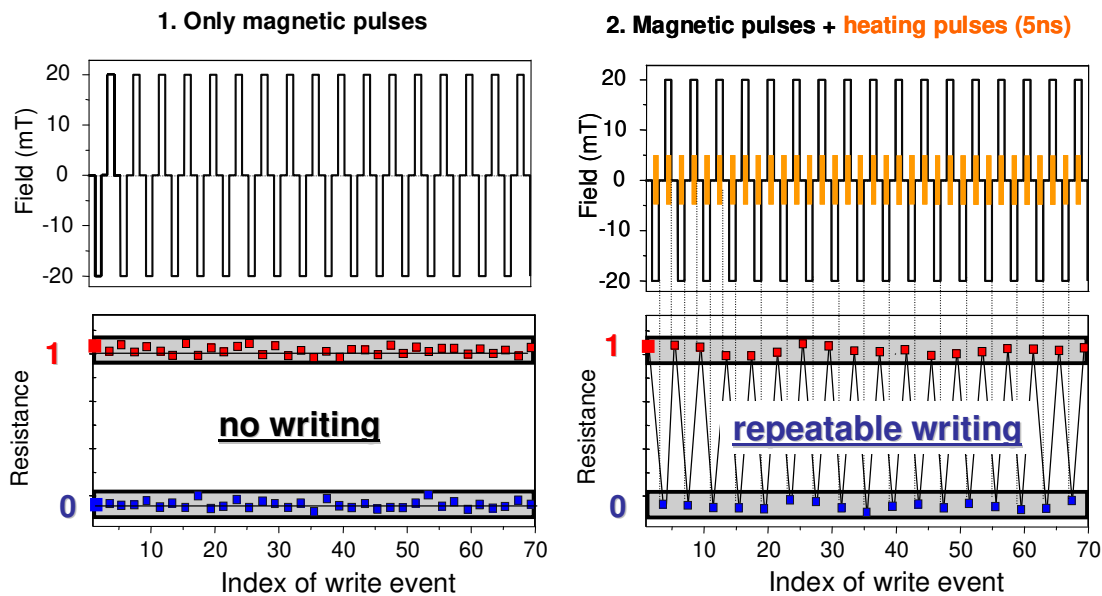 1. Only magnetic pulses
20
10
0
-10
-20
Field (mT)
1
0
Resistance
no writing
10 20 30 40 50 60 70
Index of write event
2. Magnetic pulses + heating pulses (5ns)
20
10
0
-10
-20
Field (mT)
1
0
Resistance
repeatable writing
10 20 30 40 50 60 70
Index of write event